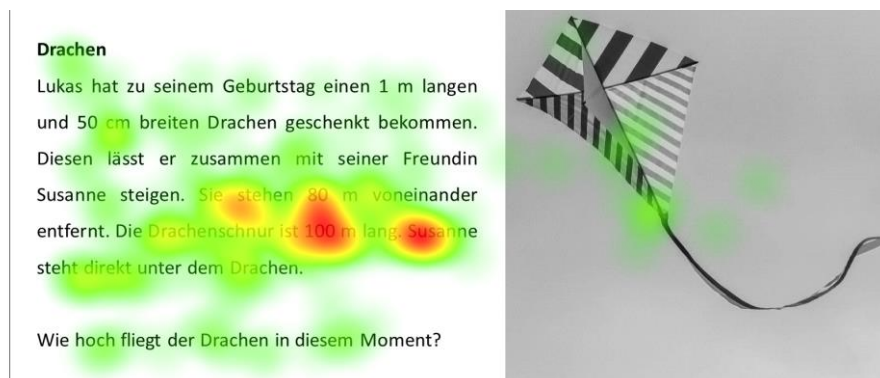 Drachen
Lukas hat zu seinem Geburtstag einen 1 m langen
und 50 cm breiten Drachen geschenkt bekommen.
Diesen lässt er zusammen mit seiner Freundin
Susanne steigen. Sie stehen 80 m voneinander
entfernt. Die Drachenschnur ist 100 m lang. Susanne
steht direkt unter dem Drachen.
Wie hoch fliegt der Drachen in diesem Moment?